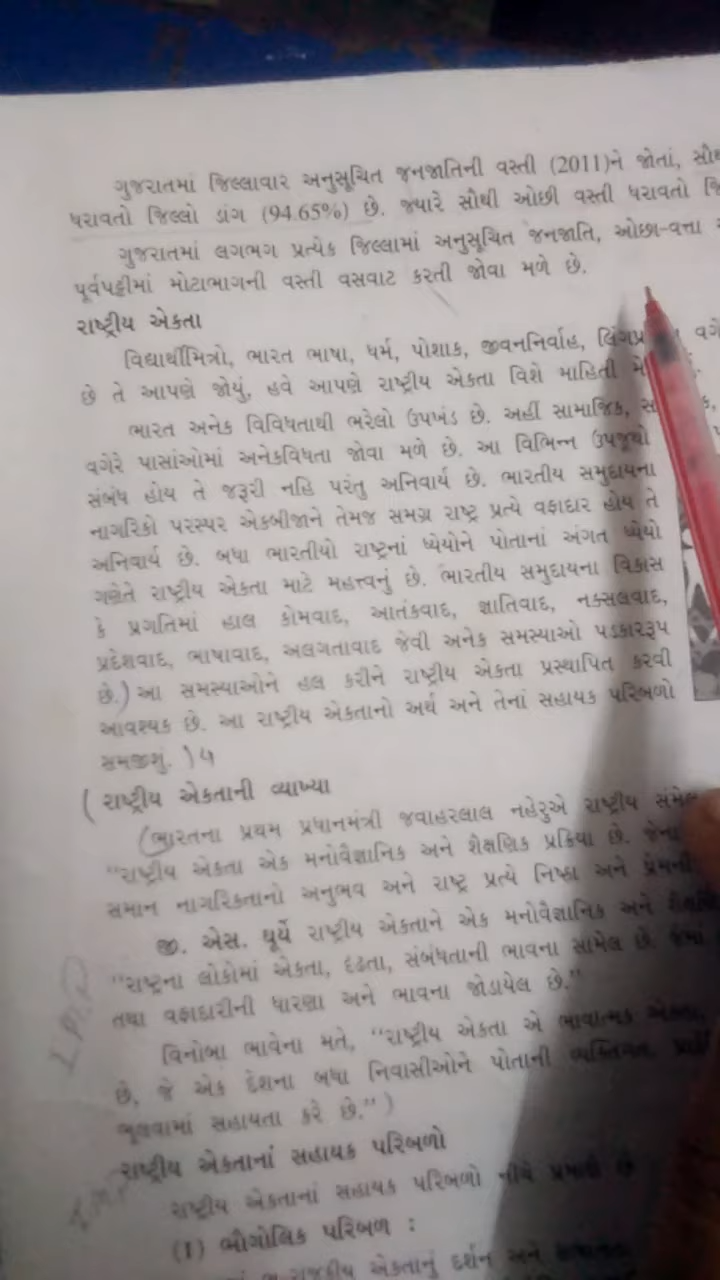 ગુજરાતમાં જિલ્લાવાર અનુસૂચિત જનજાતિની વસ્તી (2011)ને જોતાં,
ધરાવતો જિલ્લો ડાંગ (94.65%) છે. જ્યારે સૌથી ઓછી વસ્તી ધરાવતો
ગુજરાતમાં લગભગ પ્રત્યેક જિલ્લામાં અનુસૂચિત જનજાતિ, ઓછા-વત્તા
પૂર્વપટ્ટીમાં મોટાભાગની વસ્તી વસવાટ કરતી જોવા મળે છે.
રાષ્ટ્રીય એકતા
વિદ્યાર્થીમિત્રો, ભારત ભાષા, ધર્મ, પોશાક, જીવનનિર્વાહ,
છે તે આપણે જોયું, હવે આપણે રાષ્ટ્રીય એકતા વિશે માહિતી
ભારત અનેક વિવિધતાથી ભરેલો ઉપખંડ છે. અહીં સામાજિક,
વગેરે પાસાંઓમાં અનેકવિધતા જોવા મળે છે. આ વિભિન્ન ઉપજૂથો
સંબંધ હોય તે જરૂરી નહિ પરંતુ અનિવાર્ય છે. ભારતીય સમુદાયના
નાગરિકો પરસ્પર એકબીજાને તેમજ સમગ્ર રાષ્ટ્ર પ્રત્યે વફાદાર હોય તે
અનિવાર્ય છે. બધા ભારતીયો રાષ્ટ્રનાં ધ્યેયોને પોતાનાં અંગત ધ્યેયો
ગણેતે રાષ્ટ્રીય એકતા માટે મહત્ત્વનું છે. ભારતીય સમુદાયના વિકાસ
કે પ્રગતિમાં હાલ કોમવાદ, આતંકવાદ, જ્ઞાતિવાદ, નક્સલવાદ,
પ્રદેશવાદ, ભાષાવાદ, અલગતાવાદ જેવી અનેક સમસ્યાઓ પડકારરૂપ
છે.) આ સમસ્યાઓને હલ કરીને રાષ્ટ્રીય એકતા પ્રસ્થાપિત કરવી
આવશ્યક છે. આ રાષ્ટ્રીય એકતાનો અર્થ અને તેનાં સહાયક પરિબળો
સમજીશું. )
( રાષ્ટ્રીય એકતાની વ્યાખ્યા
(ભારતના પ્રથમ પ્રધાનમંત્રી જવાહરલાલ નહેરુએ રાષ્ટ્રીય
"રાષ્ટ્રીય એકતા એક મનોવૈજ્ઞાનિક અને શૈક્ષણિક પ્રક્રિયા છે. જેના
સમાન નાગરિકતાનો અનુભવ અને રાષ્ટ્ર પ્રત્યે નિષ્ઠા અને
જી. એસ. ઘૂર્યે રાષ્ટ્રીય એકતાને એક મનોવૈજ્ઞાનિક અને
"રાષ્ટ્રના લોકોમાં એકતા, દૃઢતા, સંબંધતાની ભાવના સામેલ છે. જેમાં
તથા વફાદારીની ધારણા અને ભાવના જોડાયેલ છે."
વિનોબા ભાવેના મતે, "રાષ્ટ્રીય એકતા એ ભાવાત્મક એકતા
છે, જે એક દેશના બધા નિવાસીઓને પોતાની વ્યક્તિગત
ભૂલવામાં સહાયતા કરે છે.")
રાષ્ટ્રીય એકતાનાં સહાયક પરિબળો
રાષ્ટ્રીય એકતાનાં સહાયક પરિબળો નીચે પ્રમાણે છે
(1) ભૌગોલિક પરિબળ :
એકતાનું દર્શન અને